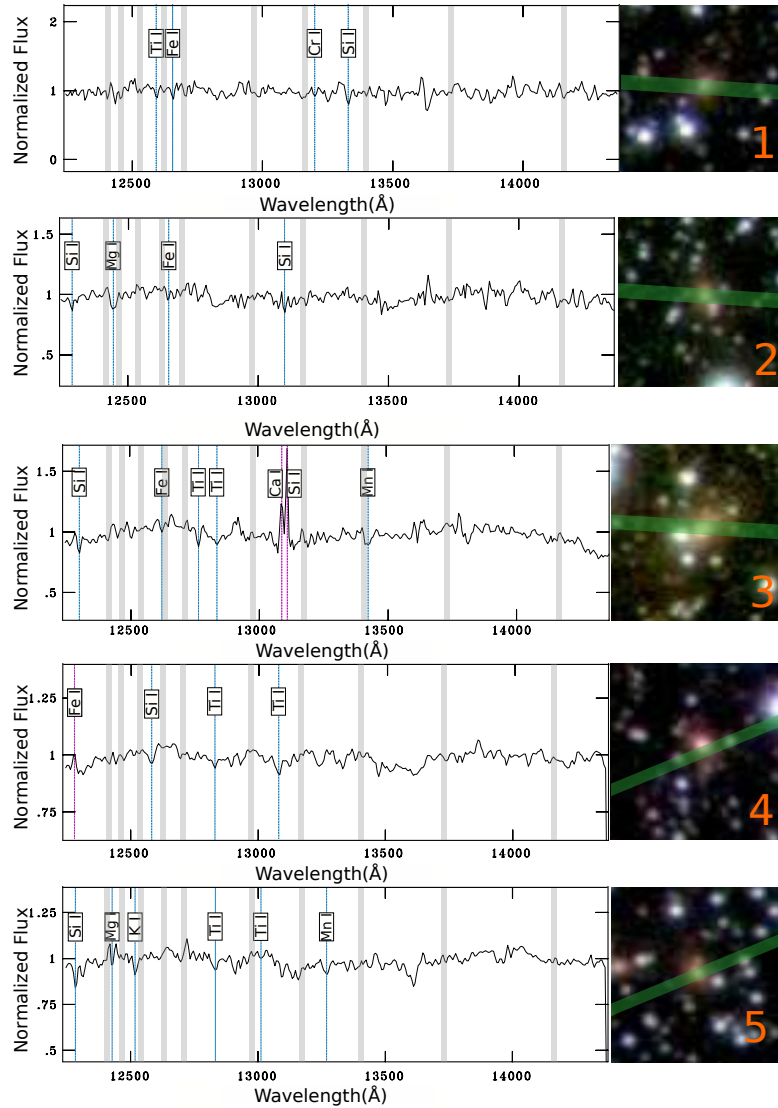 2
Ti I Fe I Cr I Si I
1
0
Normalized Flux
12500 13000 13500 14000
Wavelength(Å)
1
1.5
Si I Mg I Fe I Si I
1
.5
Normalized Flux
12500 13000 13500 14000
Wavelength(Å)
2
1.5
Si I Fe I Ti I Ti I Ca I Si I Mn I
1
.5
Normalized Flux
12500 13000 13500 14000
Wavelength(Å)
3
1.25
Fe I Si I Ti I Ti I
1
.75
Normalized Flux
12500 13000 13500 14000
Wavelength(Å)
4
1.25
Si I Mg I K I Ti I Ti I Mn I
1
.75
0.5
Normalized Flux
12500 13000 13500 14000
Wavelength(Å)
5